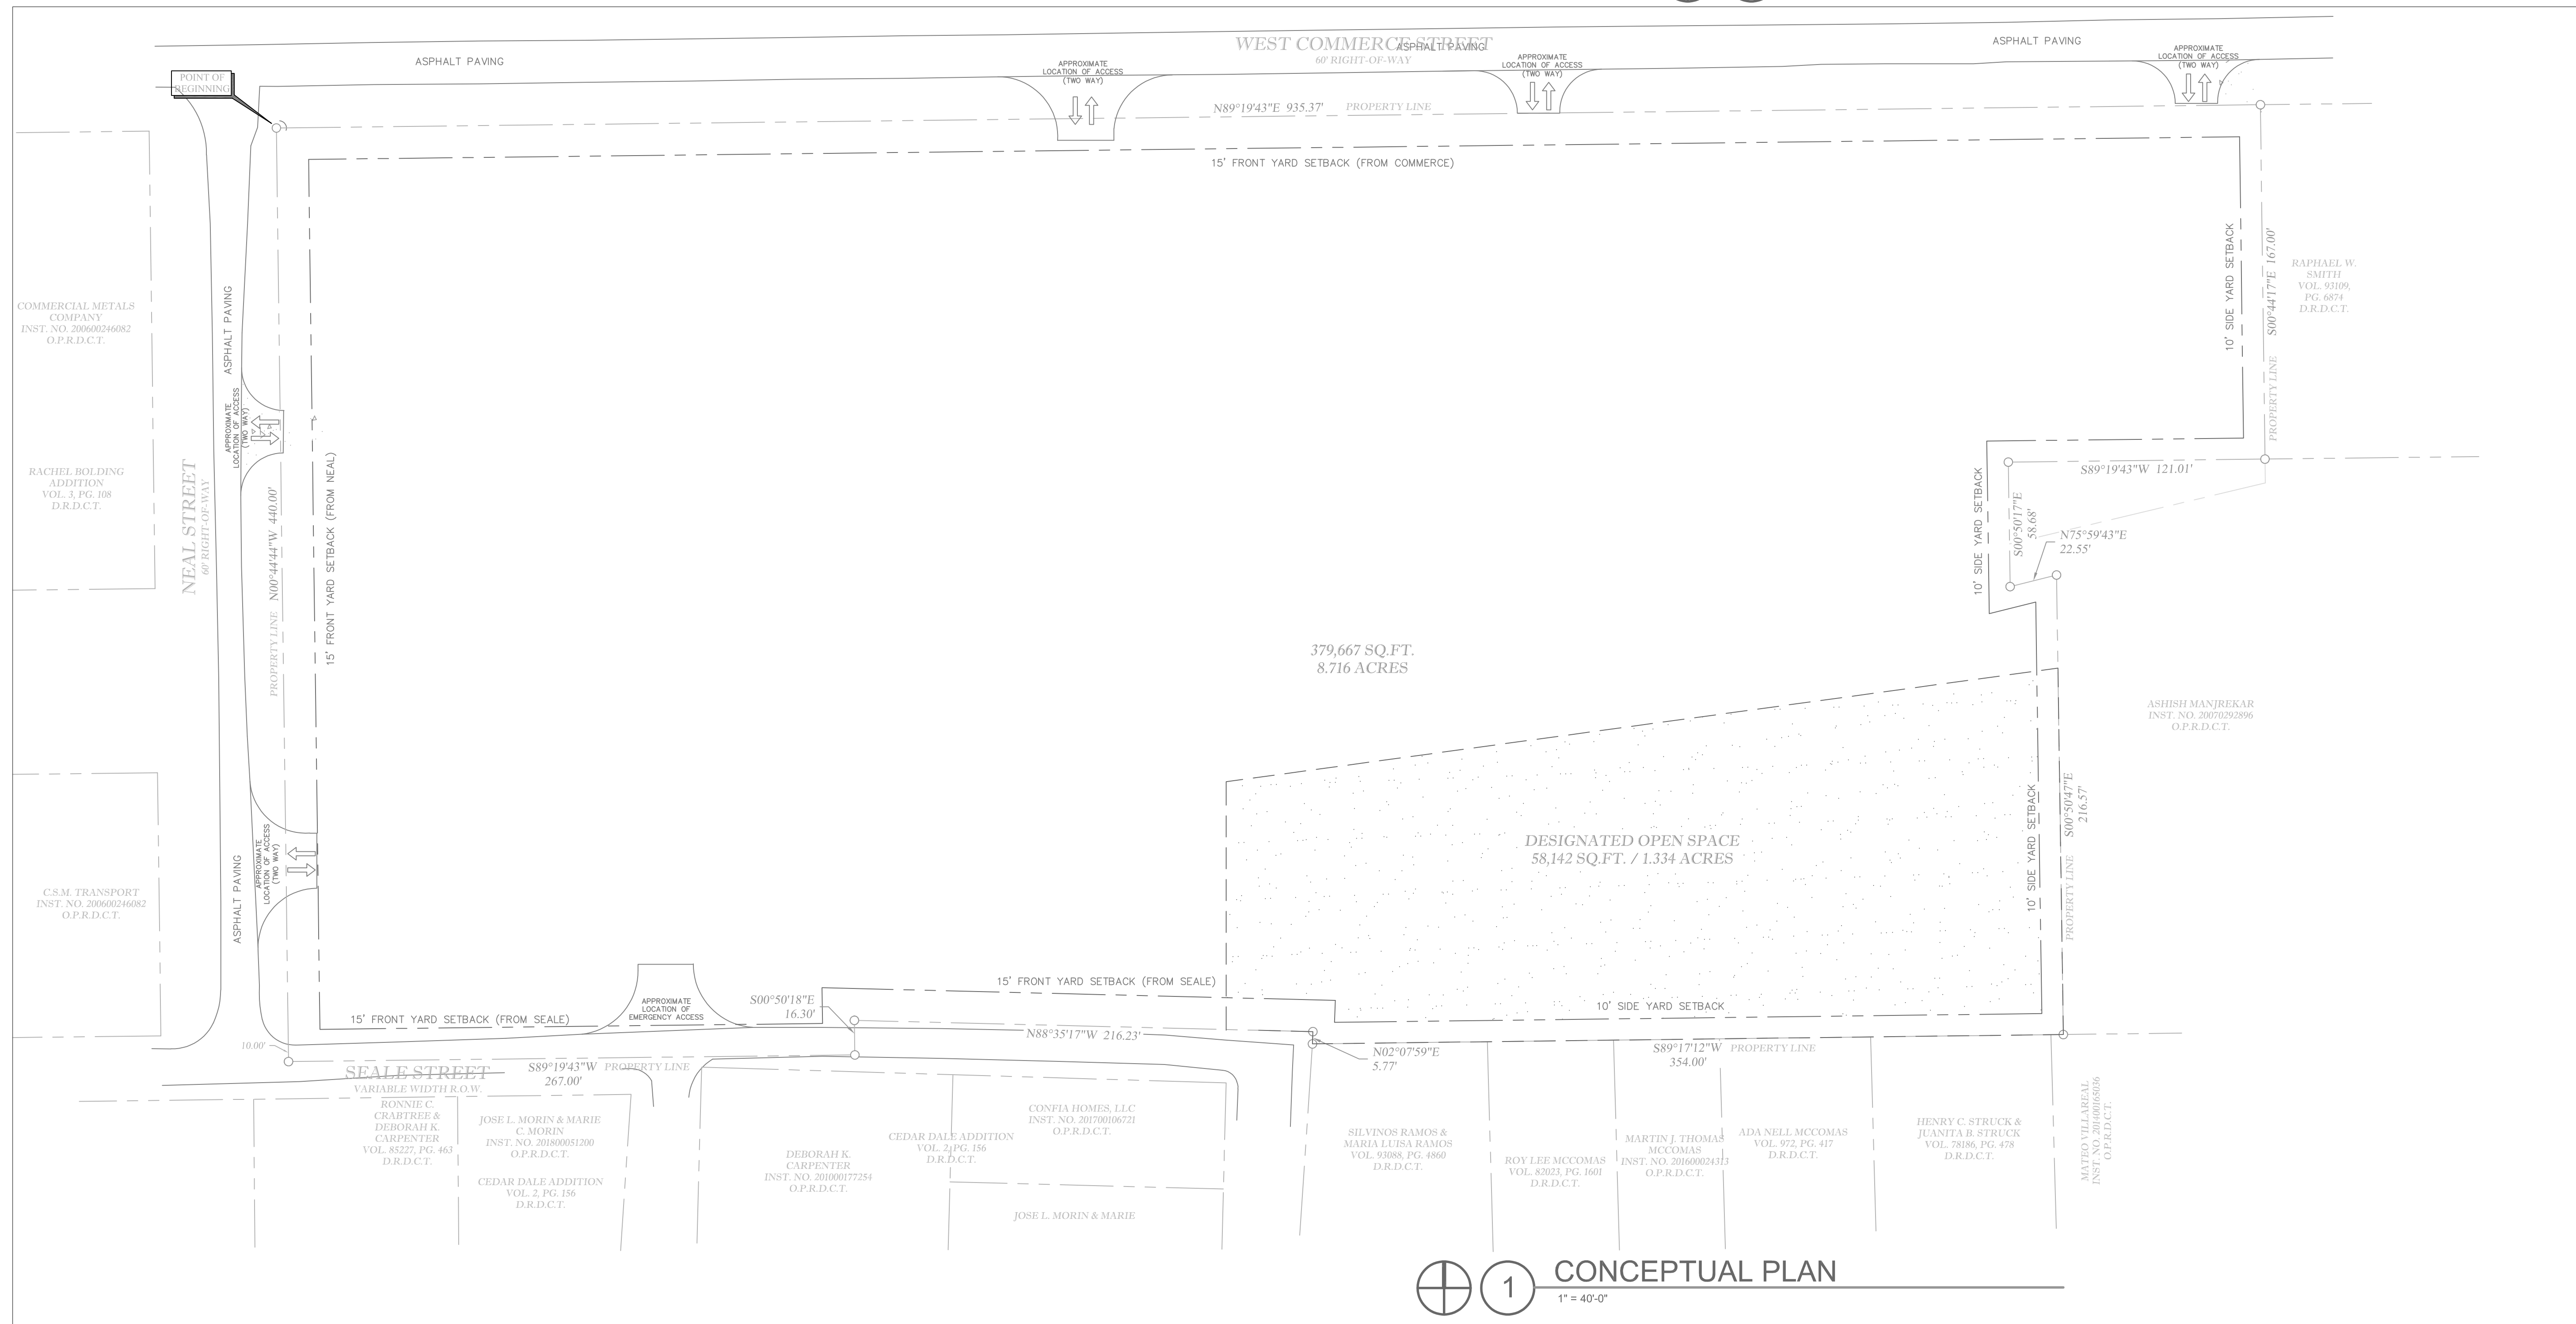 WEST COMMERCE STREET
60' RIGHT-OF-WAY
ASPHALT PAVING
ASPHALT PAVING
ASPHALT PAVING
POINT OF
BEGINNING
APPROXIMATE
LOCATION OF ACCESS
(TWO WAY)
APPROXIMATE
LOCATION OF ACCESS
(TWO WAY)
APPROXIMATE
LOCATION OF ACCESS
(TWO WAY)
N89°19'43"E 935.37'
PROPERTY LINE
15' FRONT YARD SETBACK (FROM COMMERCE)
10' SIDE YARD SETBACK
S00°44'17"E 167.00'
PROPERTY LINE
RAPHAEL W.
SMITH
VOL. 93109,
PG. 6874
D.R.D.C.T.
COMMERCIAL METALS
COMPANY
INST. NO. 200600246082
O.P.R.D.C.T.
ASPHALT PAVING
APPROXIMATE
LOCATION OF ACCESS
(TWO WAY)
RACHEL BOLDING
ADDITION
VOL. 3, PG. 108
D.R.D.C.T.
NEAL STREET
60' RIGHT-OF-WAY
PROPERTY LINE
N00°44'44"W 440.00'
15' FRONT YARD SETBACK (FROM NEAL)
10' SIDE YARD SETBACK
S89°19'43"W 121.01'
S00°50'17"E
58.68'
N75°59'43"E
22.55'
379,667 SQ.FT.
8.716 ACRES
ASHISH MANJREKAR
INST. NO. 20070292896
O.P.R.D.C.T.
DESIGNATED OPEN SPACE
58,142 SQ.FT. / 1.334 ACRES
10' SIDE YARD SETBACK
S00°50'47"E
216.57'
PROPERTY LINE
C.S.M. TRANSPORT
INST. NO. 200600246082
O.P.R.D.C.T.
ASPHALT PAVING
APPROXIMATE
LOCATION OF ACCESS
(TWO WAY)
15' FRONT YARD SETBACK (FROM SEALE)
APPROXIMATE
LOCATION OF
EMERGENCY ACCESS
S00°50'18"E
16.30'
15' FRONT YARD SETBACK (FROM SEALE)
10' SIDE YARD SETBACK
N88°35'17"W 216.23'
N02°07'59"E
5.77'
S89°17'12"W
354.00'
PROPERTY LINE
10.00'
SEALE STREET
VARIABLE WIDTH R.O.W.
S89°19'43"W
267.00'
PROPERTY LINE
RONNIE C.
CRABTREE &
DEBORAH K.
CARPENTER
VOL. 85227, PG. 463
D.R.D.C.T.
JOSE L. MORIN & MARIE
C. MORIN
INST. NO. 201800051200
O.P.R.D.C.T.
CEDAR DALE ADDITION
VOL. 2, PG. 156
D.R.D.C.T.
DEBORAH K.
CARPENTER
INST. NO. 201000177254
O.P.R.D.C.T.
CEDAR DALE ADDITION
VOL. 2, PG. 156
D.R.D.C.T.
CONFIA HOMES, LLC
INST. NO. 201700106721
O.P.R.D.C.T.
JOSE L. MORIN & MARIE
SILVINOS RAMOS &
MARIA LUISA RAMOS
VOL. 93088, PG. 4860
D.R.D.C.T.
ROY LEE MCCOMAS
VOL. 82023, PG. 1601
D.R.D.C.T.
MARTIN J. THOMAS
MCCOMAS
INST. NO. 201600024313
O.P.R.D.C.T.
ADA NELL MCCOMAS
VOL. 972, PG. 417
D.R.D.C.T.
HENRY C. STRUCK &
JUANITA B. STRUCK
VOL. 78186, PG. 478
D.R.D.C.T.
MATEO VILLAREAL
INST. NO. 201400165036
O.P.R.D.C.T.
1
CONCEPTUAL PLAN
1" = 40'-0"